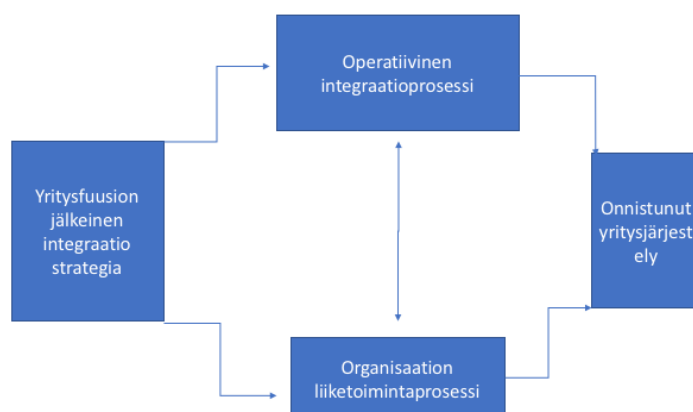 Operatiivinen
integraatioprosessi
Yritysfuusion
jälkeinen
integraatio
strategia
Onnistunut
yritysjärjest
ely
Organisaation
liiketoimintaprosessi